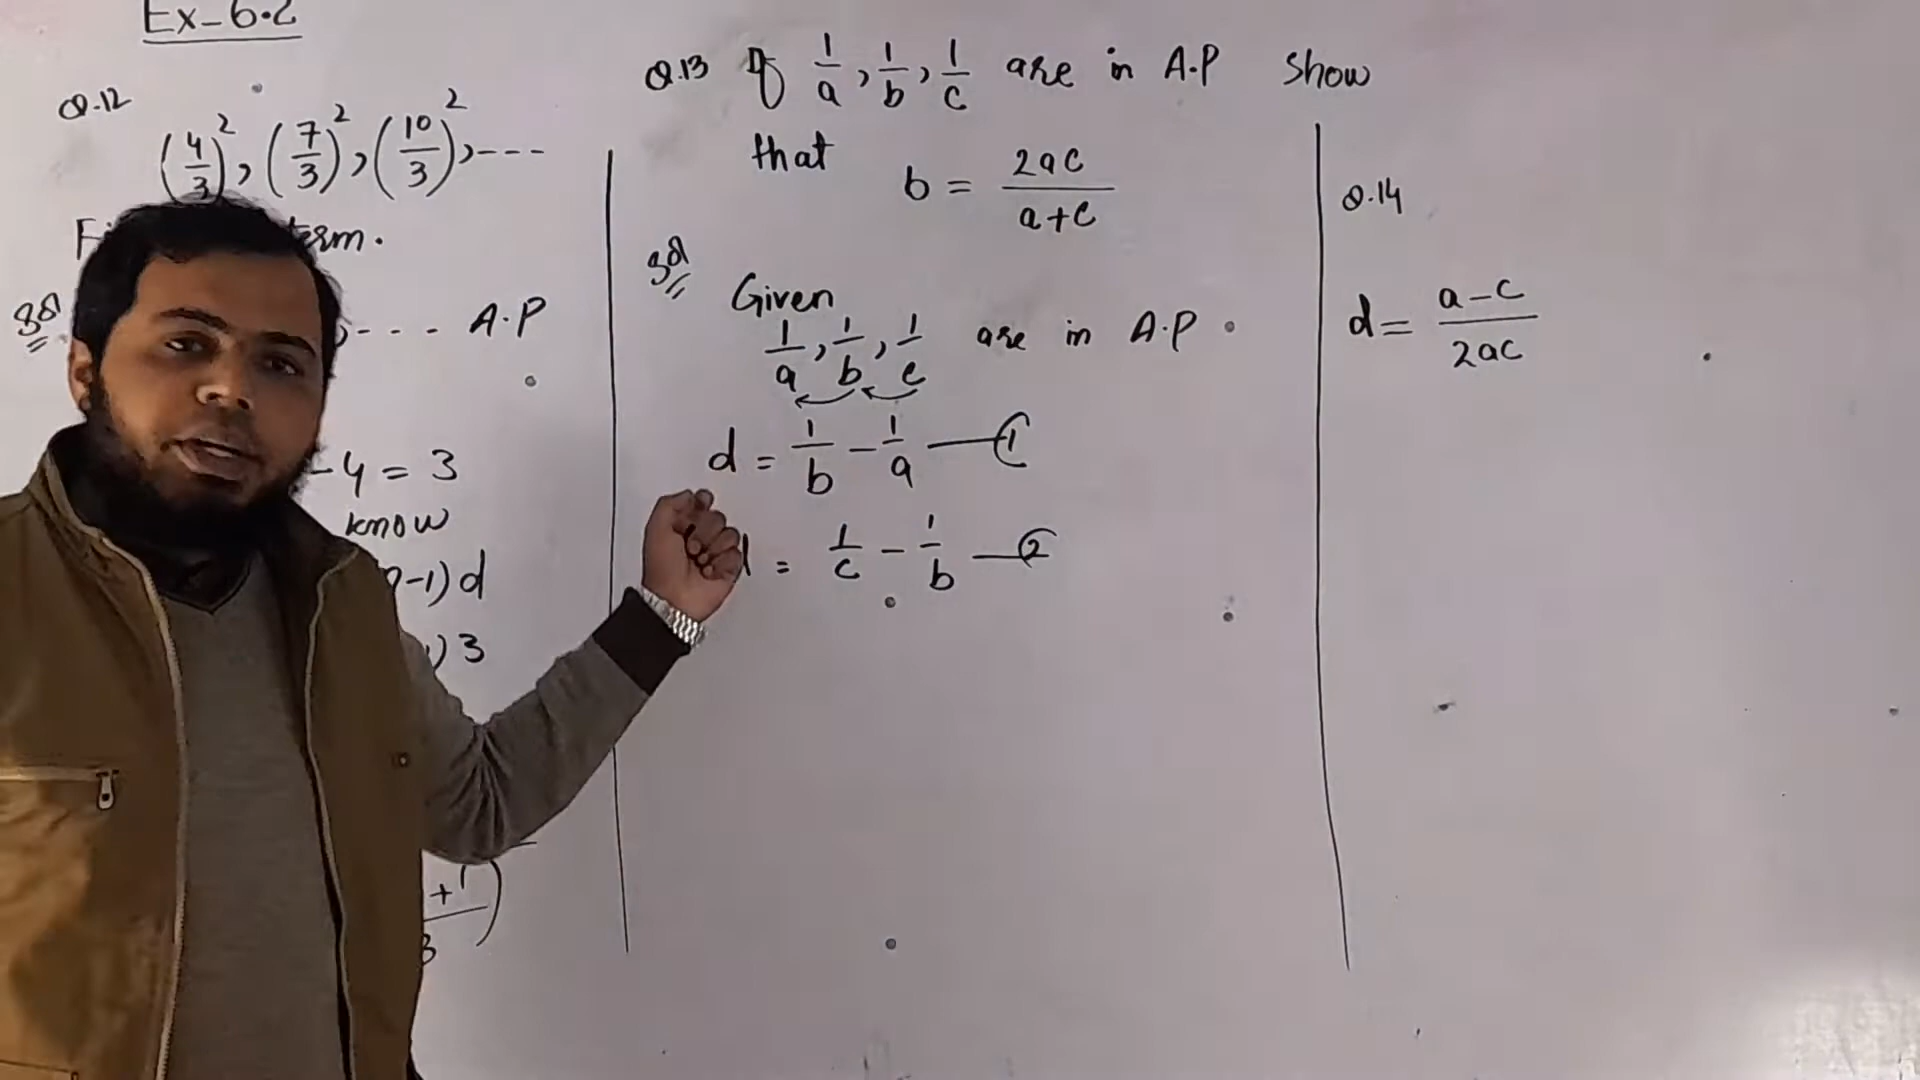 Ex-6.2
Q.12
(4/3)², (7/3)², (10/3)², ----
term.
Sol
---- A.P
-4 = 3
know
-1)d
)3
+1
3
Q.13 If 1/a, 1/b, 1/c are in A.P Show
that b = 2ac/a+c
Sol
Given
1/a, 1/b, 1/c are in A.P.
d = 1/b - 1/a — ①
= 1/c - 1/b — ②
Q.14
d = a-c/2ac